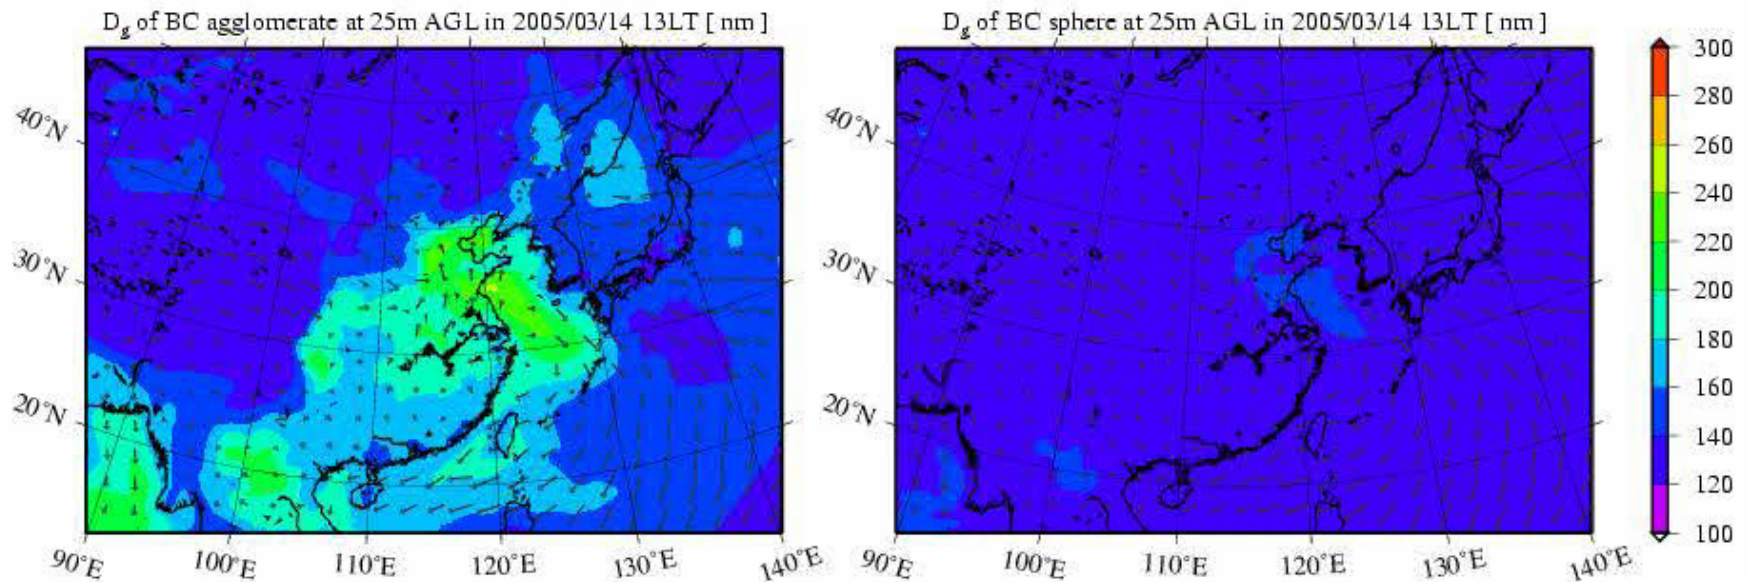 D_g of BC agglomerate at 25m AGL in 2005/03/14 13LT [ nm ]
D_g of BC sphere at 25m AGL in 2005/03/14 13LT [ nm ]
40°N
30°N
20°N
90°E 100°E 110°E 120°E 130°E 140°E
40°N
30°N
20°N
90°E 100°E 110°E 120°E 130°E 140°E
300
280
260
240
220
200
180
160
140
120
100